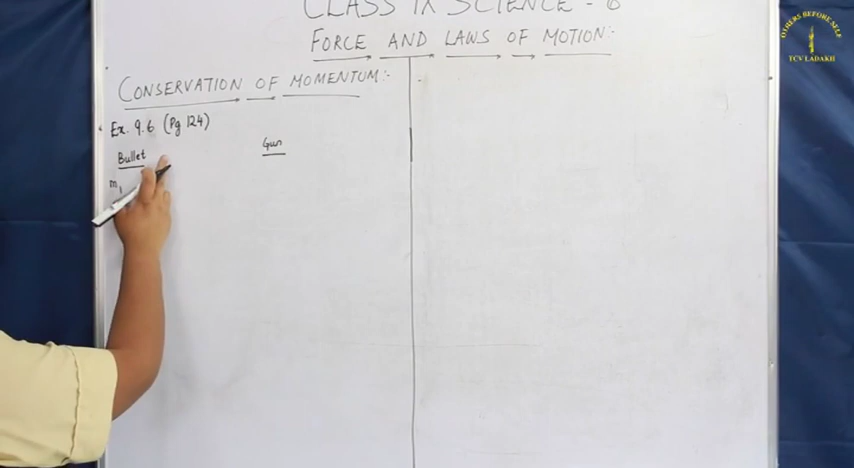 CLASS IX SCIENCE - 6
FORCE AND LAWS OF MOTION:-
CONSERVATION OF MOMENTUM:-
Ex. 9.6 (Pg 124)
Bullet
Gun
m₁
OTHERS BEFORE SELF
TCV LADAKH